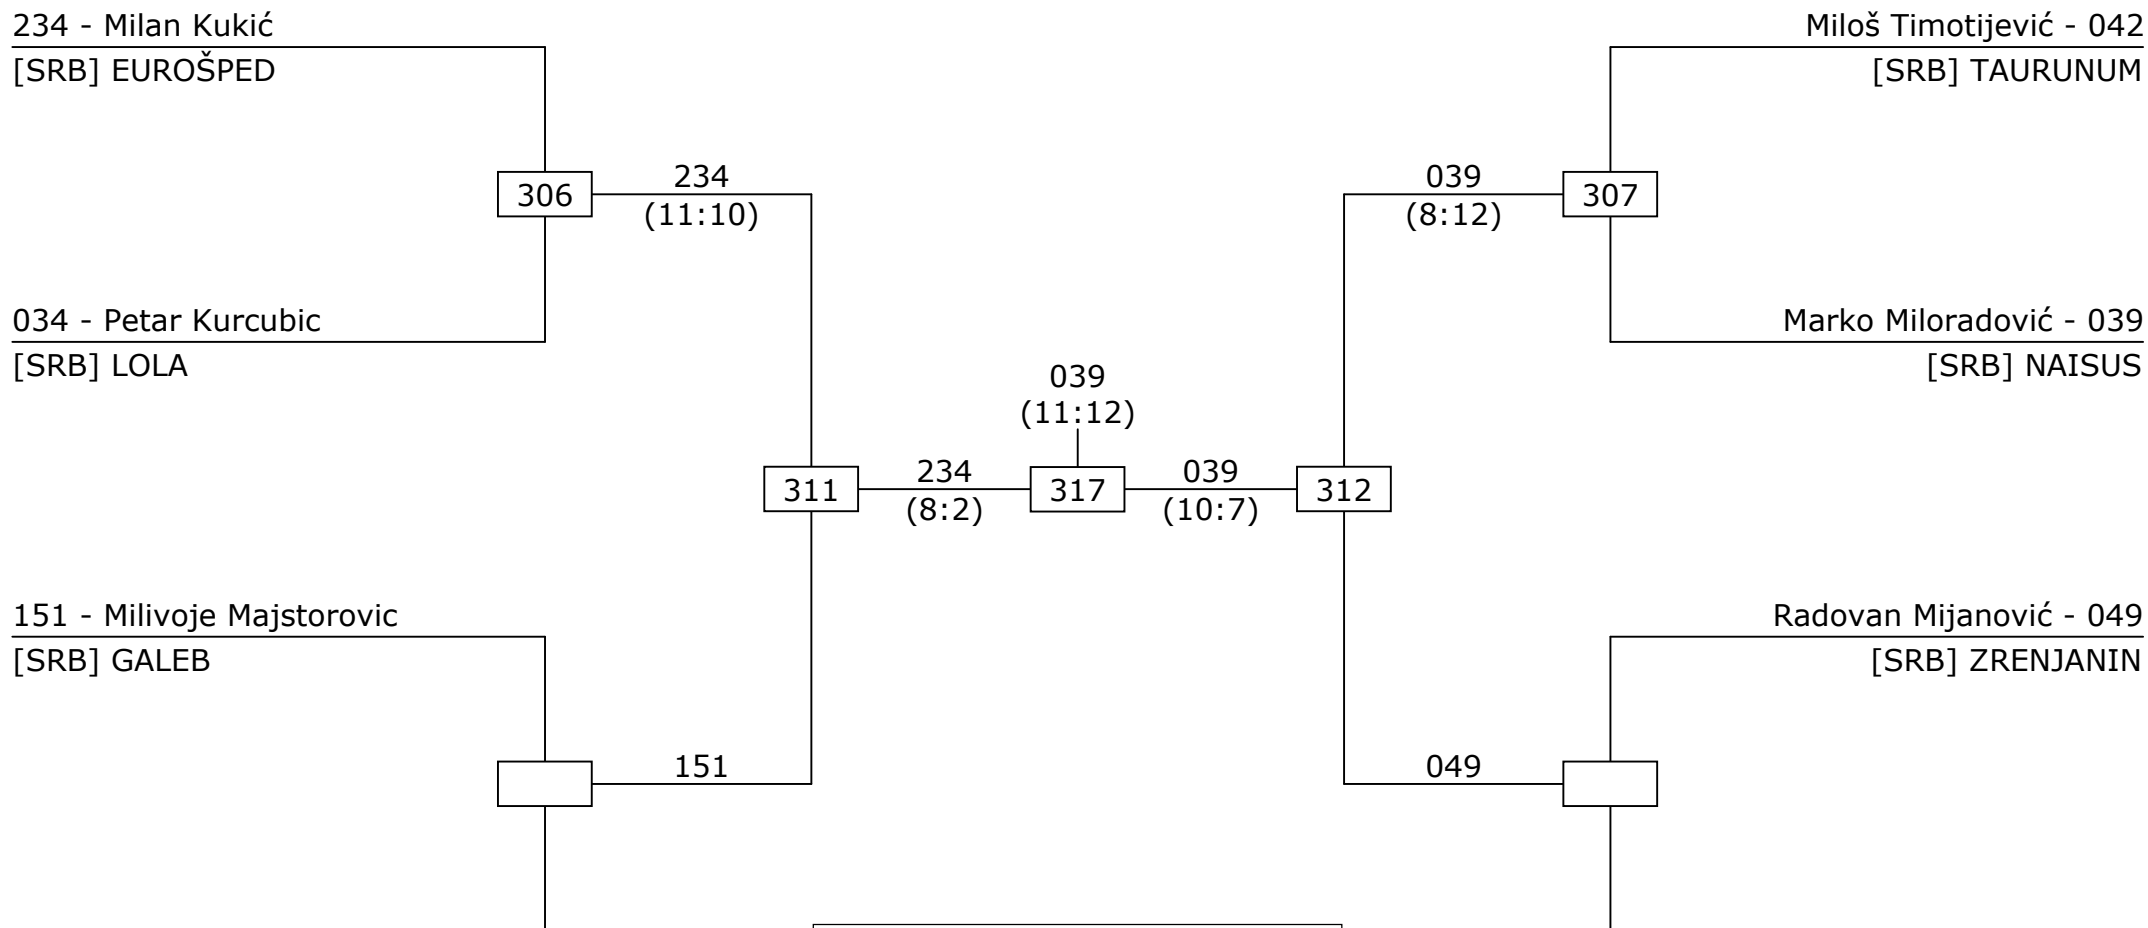 234 - Milan Kukić
[SRB] EUROŠPED
Miloš Timotijević - 042
[SRB] TAURUNUM
306
234
(11:10)
039
(8:12)
307
034 - Petar Kurcubic
[SRB] LOLA
Marko Miloradović - 039
[SRB] NAISUS
039
(11:12)
311
234
(8:2)
317
039
(10:7)
312
151 - Milivoje Majstorovic
[SRB] GALEB
Radovan Mijanović - 049
[SRB] ZRENJANIN
151
049